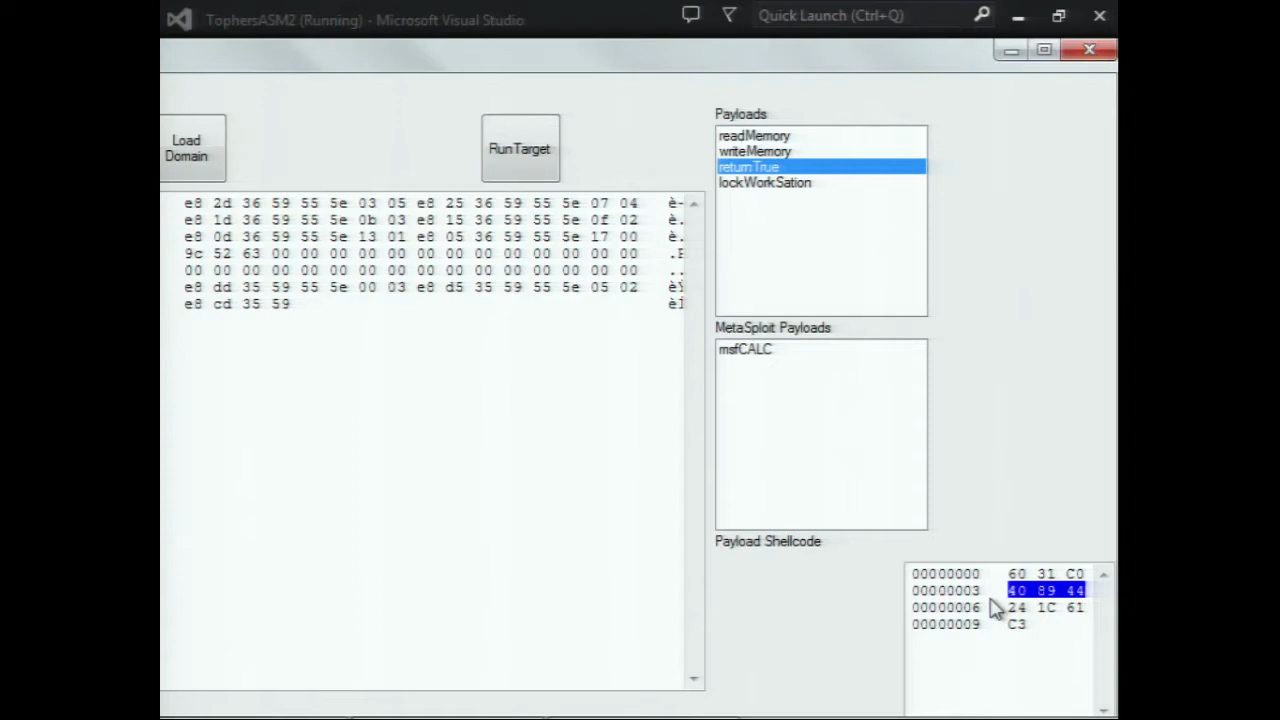 TophersASM2 (Running) - Microsoft Visual Studio
Quick Launch (Ctrl+Q)
Load
Domain
RunTarget
Payloads
readMemory
writeMemory
returnTrue
lockWorkSation
e8 2d 36 59 55 5e 03 05 e8 25 36 59 55 5e 07 04 è-
e8 1d 36 59 55 5e 0b 03 e8 15 36 59 55 5e 0f 02 è.
e8 0d 36 59 55 5e 13 01 e8 05 36 59 55 5e 17 00 è.
9c 52 63 00 00 00 00 00 00 00 00 00 00 00 00 00
00 00 00 00 00 00 00 00 00 00 00 00 00 00 00 00 ..
e8 dd 35 59 55 5e 00 03 e8 d5 35 59 55 5e 05 02
e8 cd 35 59
MetaSploit Payloads
msfCALC
Payload Shellcode
00000000 60 31 C0
00000003 40 89 44
00000006 24 1C 61
00000009 C3